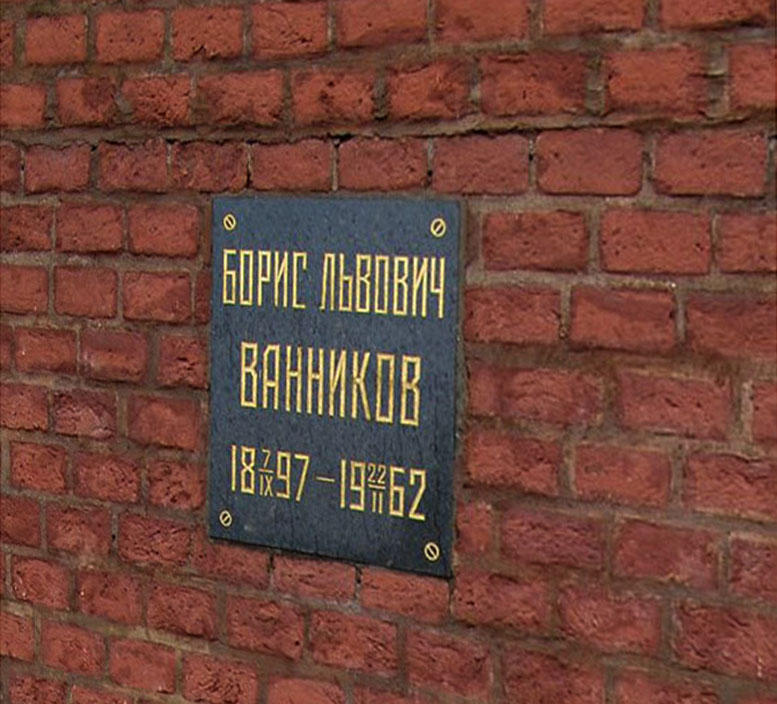 БОРИС ЛЬВОВИЧ
ВАННИКОВ
18 7/IX 97 – 19 22/II 62